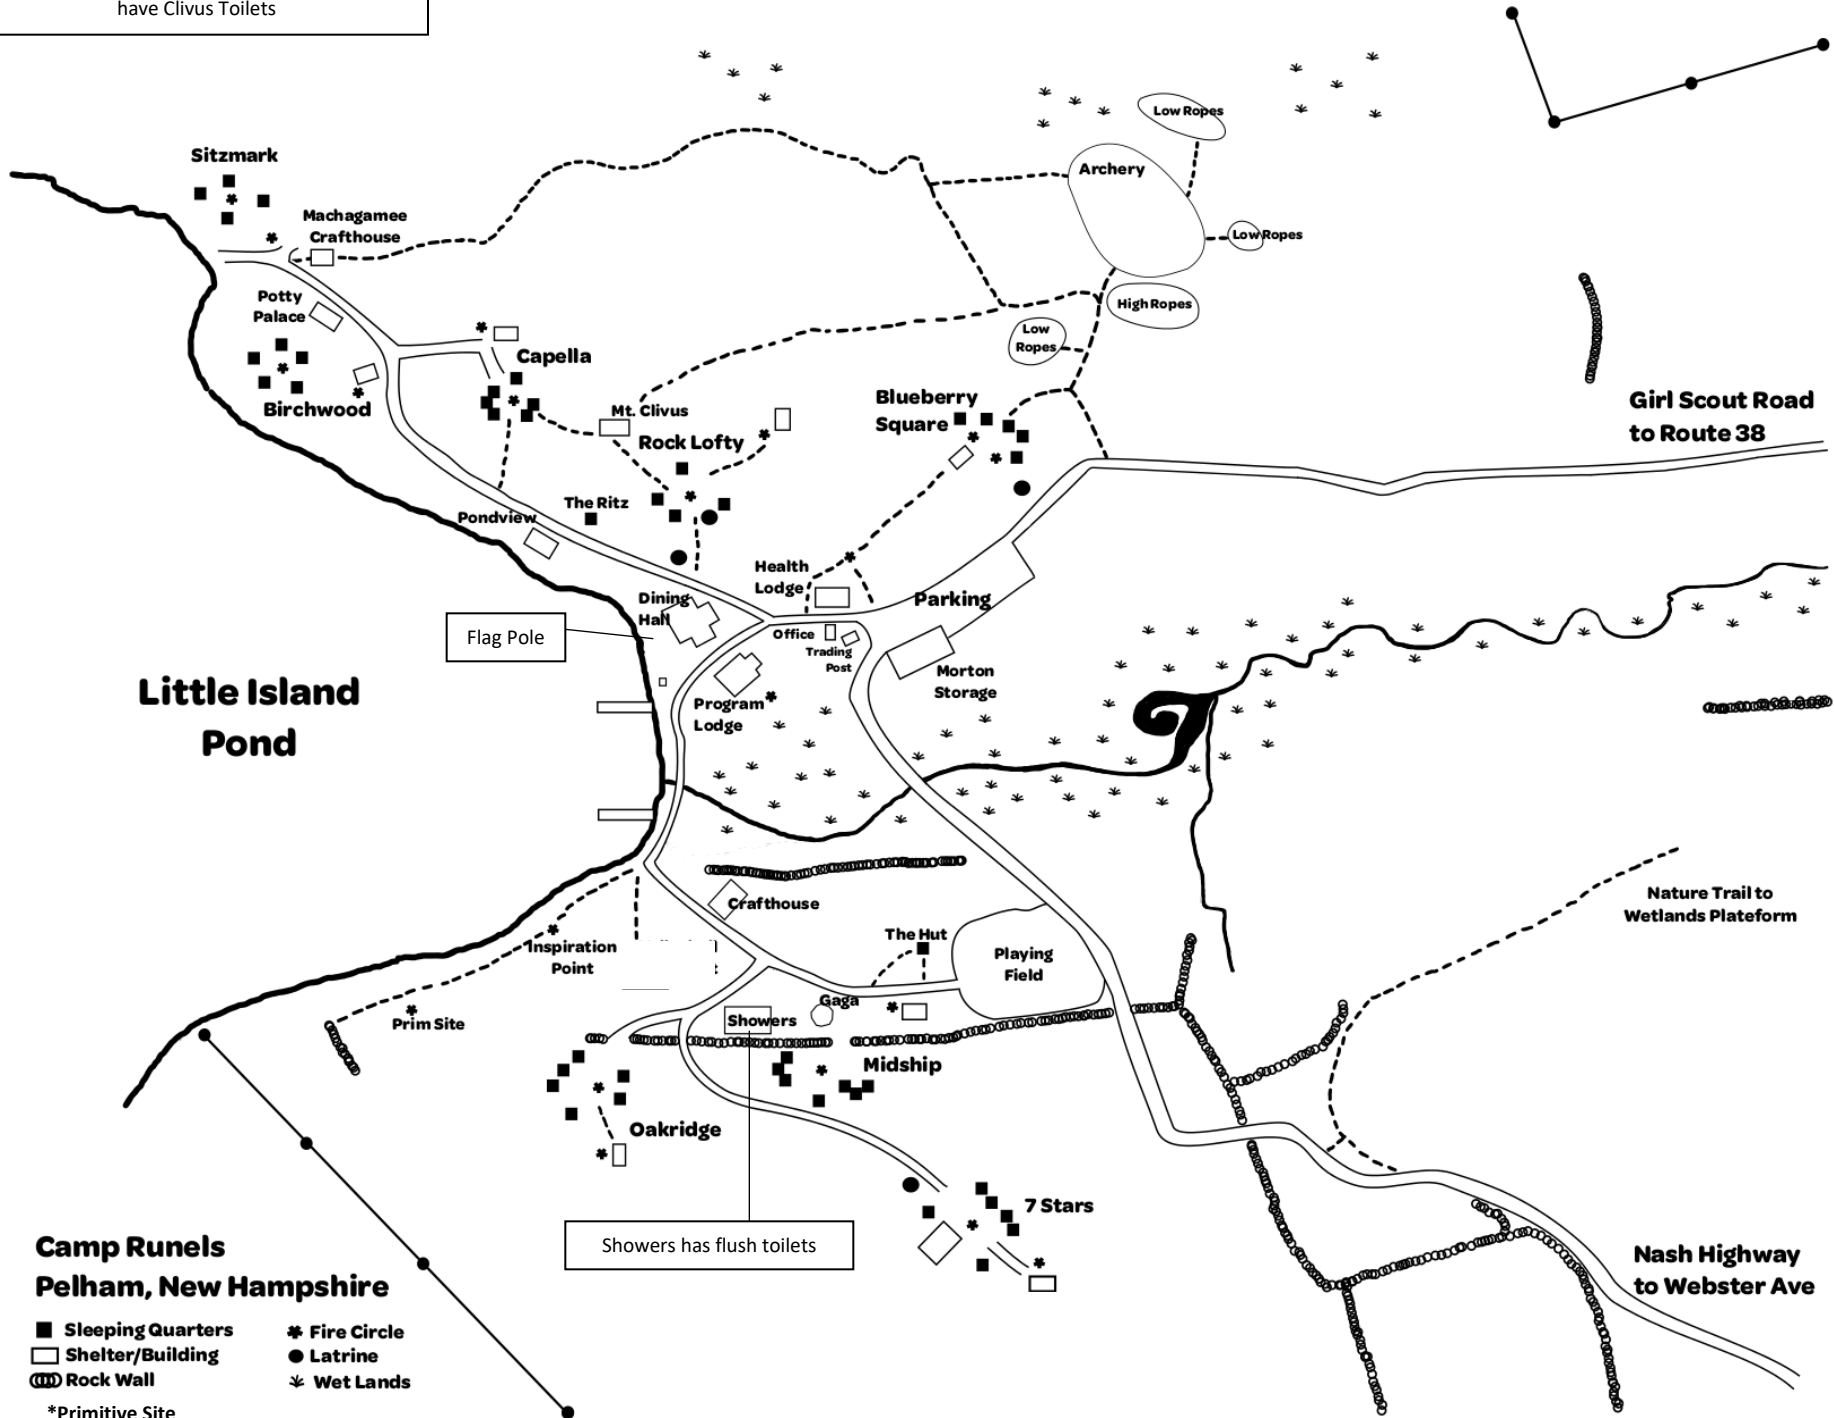 have Clivus Toilets
Low Ropes
Sitzmark
Archery
Machagamee
Crafthouse
Low Ropes
Potty
Palace
High Ropes
Low
Ropes
Capella
Birchwood
Mt. Clivus
Rock Lofty
Blueberry
Square
Girl Scout Road
to Route 38
The Ritz
Pondview
Health
Lodge
Dining
Hall
Parking
Flag Pole
Office
Trading
Post
Morton
Storage
Little Island
Pond
Program
Lodge
Crafthouse
Nature Trail to
Wetlands Plateform
The Hut
Inspiration
Point
Playing
Field
Gaga
Prim Site
Showers
Midship
Oakridge
7 Stars
Showers has flush toilets
Nash Highway
to Webster Ave
Camp Runels
Pelham, New Hampshire
Sleeping Quarters
Fire Circle
Shelter/Building
Latrine
Rock Wall
Wet Lands
*Primitive Site